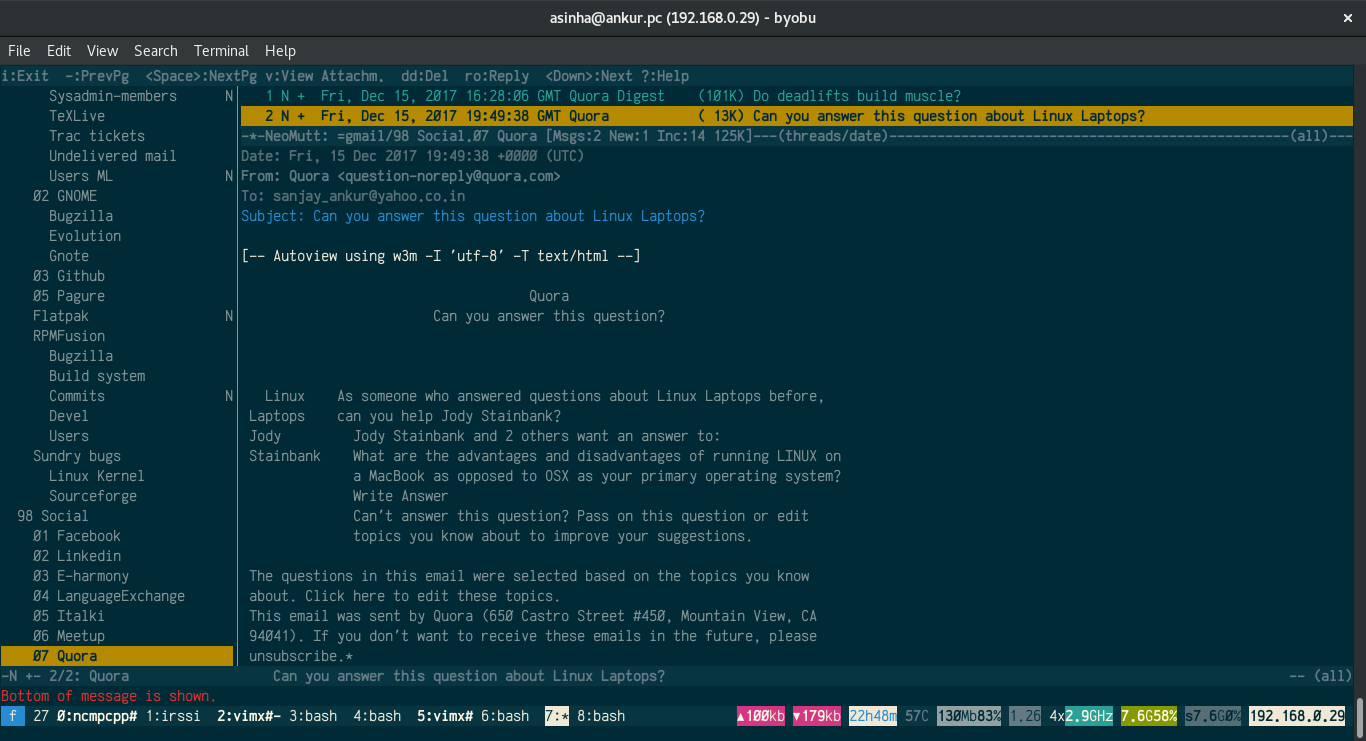 asinha@ankur.pc (192.168.0.29) - byobu
×
File Edit View Search Terminal Help
i:Exit -:PrevPg <Space>:NextPg v:View Attachm. dd:Del ro:Reply <Down>:Next ?:Help
Sysadmin-members N
1 N + Fri, Dec 15, 2017 16:28:06 GMT Quora Digest (101K) Do deadlifts build muscle?
TeXLive
2 N + Fri, Dec 15, 2017 19:49:38 GMT Quora ( 13K) Can you answer this question about Linux Laptops?
Trac tickets
-*-NeoMutt: =gmail/98 Social.07 Quora [Msgs:2 New:1 Inc:14 125K]---(threads/date)--------------------------------------------------(all)---
Undelivered mail
Date: Fri, 15 Dec 2017 19:49:38 +0000 (UTC)
Users ML N
From: Quora <question-noreply@quora.com>
02 GNOME
To: sanjay_ankur@yahoo.co.in
Bugzilla
Subject: Can you answer this question about Linux Laptops?
Evolution
Gnote
[-- Autoview using w3m -I 'utf-8' -T text/html --]
03 Github
05 Pagure
Quora
Flatpak N
Can you answer this question?
RPMFusion
Bugzilla
Build system
Commits N
Linux As someone who answered questions about Linux Laptops before,
Devel
Laptops can you help Jody Stainbank?
Users
Jody Jody Stainbank and 2 others want an answer to:
Sundry bugs
Stainbank What are the advantages and disadvantages of running LINUX on
Linux Kernel
a MacBook as opposed to OSX as your primary operating system?
Sourceforge
Write Answer
98 Social
Can't answer this question? Pass on this question or edit
01 Facebook
topics you know about to improve your suggestions.
02 Linkedin
03 E-harmony
The questions in this email were selected based on the topics you know
04 LanguageExchange
about. Click here to edit these topics.
05 Italki
This email was sent by Quora (650 Castro Street #450, Mountain View, CA
06 Meetup
94041). If you don't want to receive these emails in the future, please
07 Quora
unsubscribe.*
-N +- 2/2: Quora Can you answer this question about Linux Laptops? -- (all)
Bottom of message is shown.
f 27 0:ncmpcpp# 1:irssi 2:vimx#- 3:bash 4:bash 5:vimx# 6:bash 7:* 8:bash ▲100kb ▼179kb 22h48m 57C 130Mb83% 1.26 4x2.9GHz 7.6G58% s7.6G0% 192.168.0.29